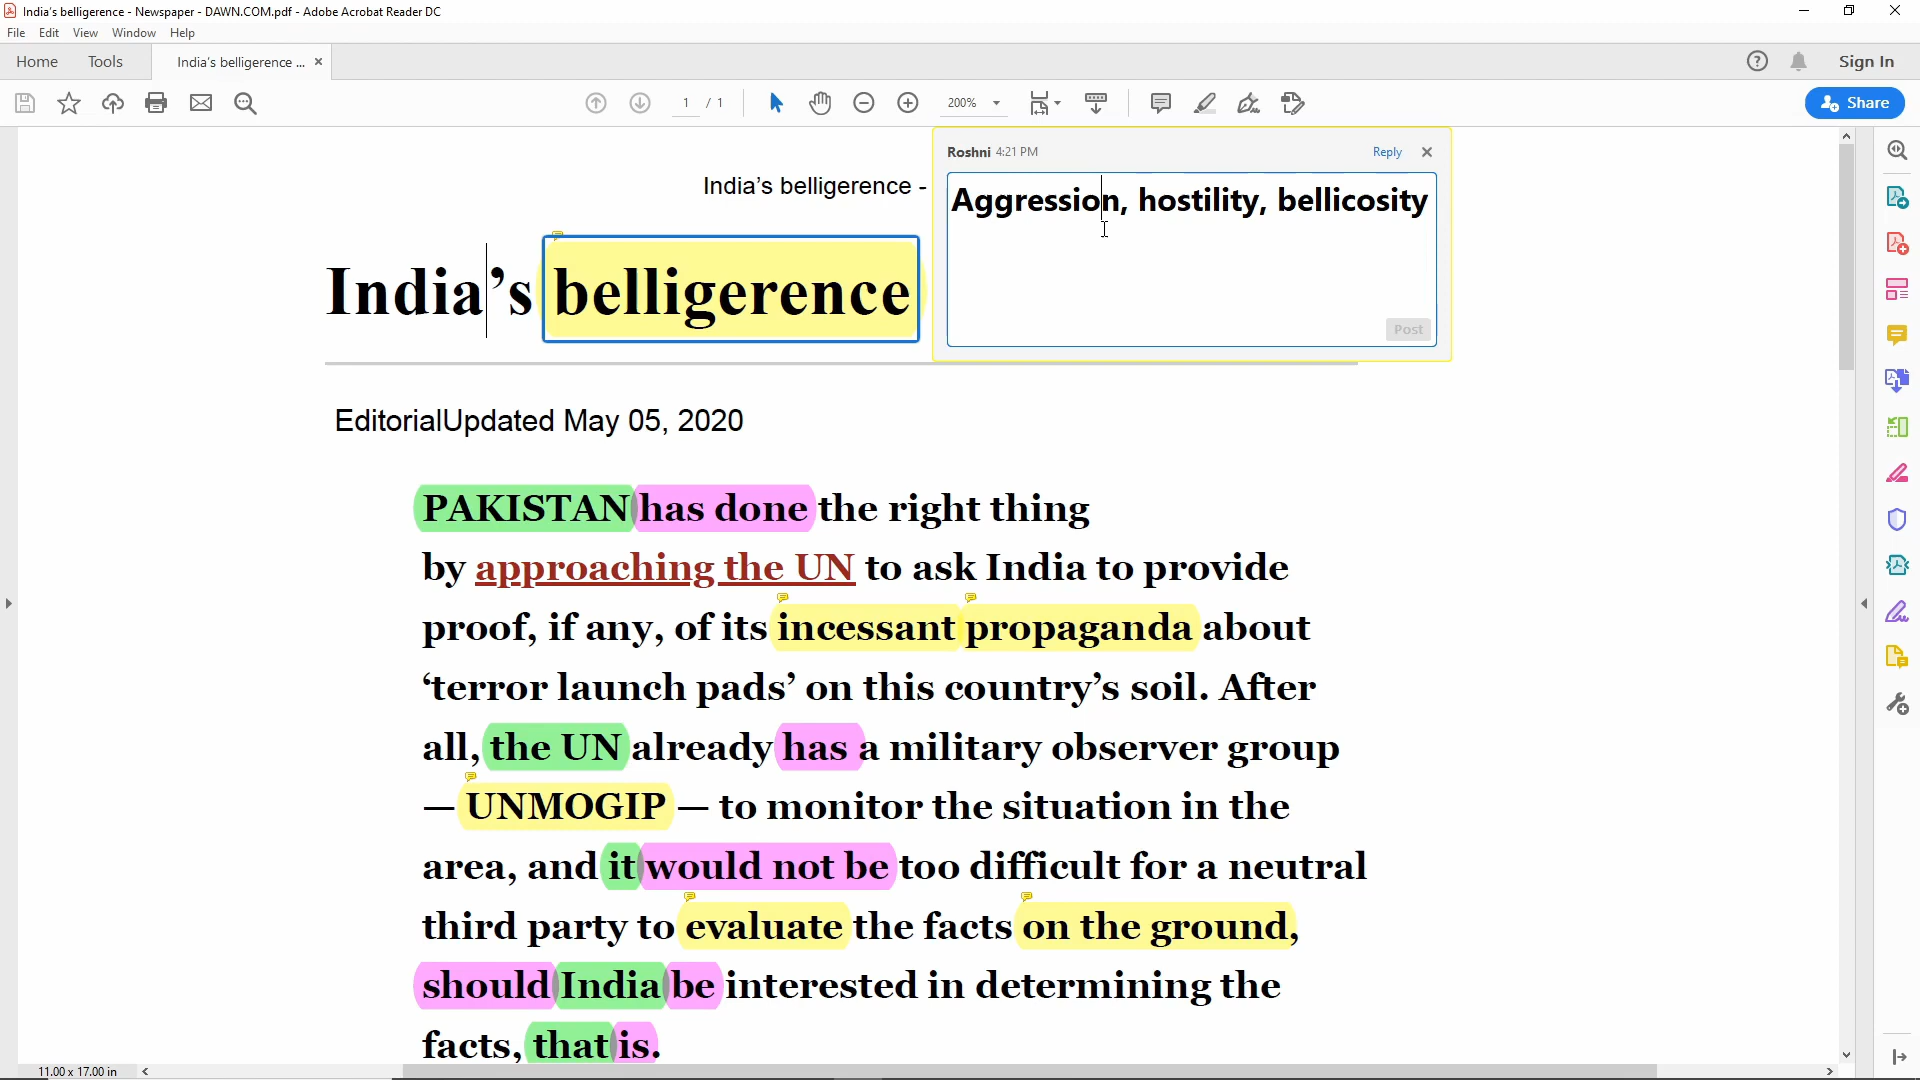 India's belligerence - Newspaper - DAWN.COM.pdf - Adobe Acrobat Reader DC
File Edit View Window Help
Home Tools India's belligerence ... × Sign In
1 / 1 200% Share
Roshni 4:21 PM Reply
Aggression, hostility, bellicosity
Post
India’s belligerence -
India’s belligerence
EditorialUpdated May 05, 2020
PAKISTAN has done the right thing
by approaching the UN to ask India to provide
proof, if any, of its incessant propaganda about
‘terror launch pads’ on this country’s soil. After
all, the UN already has a military observer group
— UNMOGIP — to monitor the situation in the
area, and it would not be too difficult for a neutral
third party to evaluate the facts on the ground,
should India be interested in determining the
facts, that is.
11.00 x 17.00 in